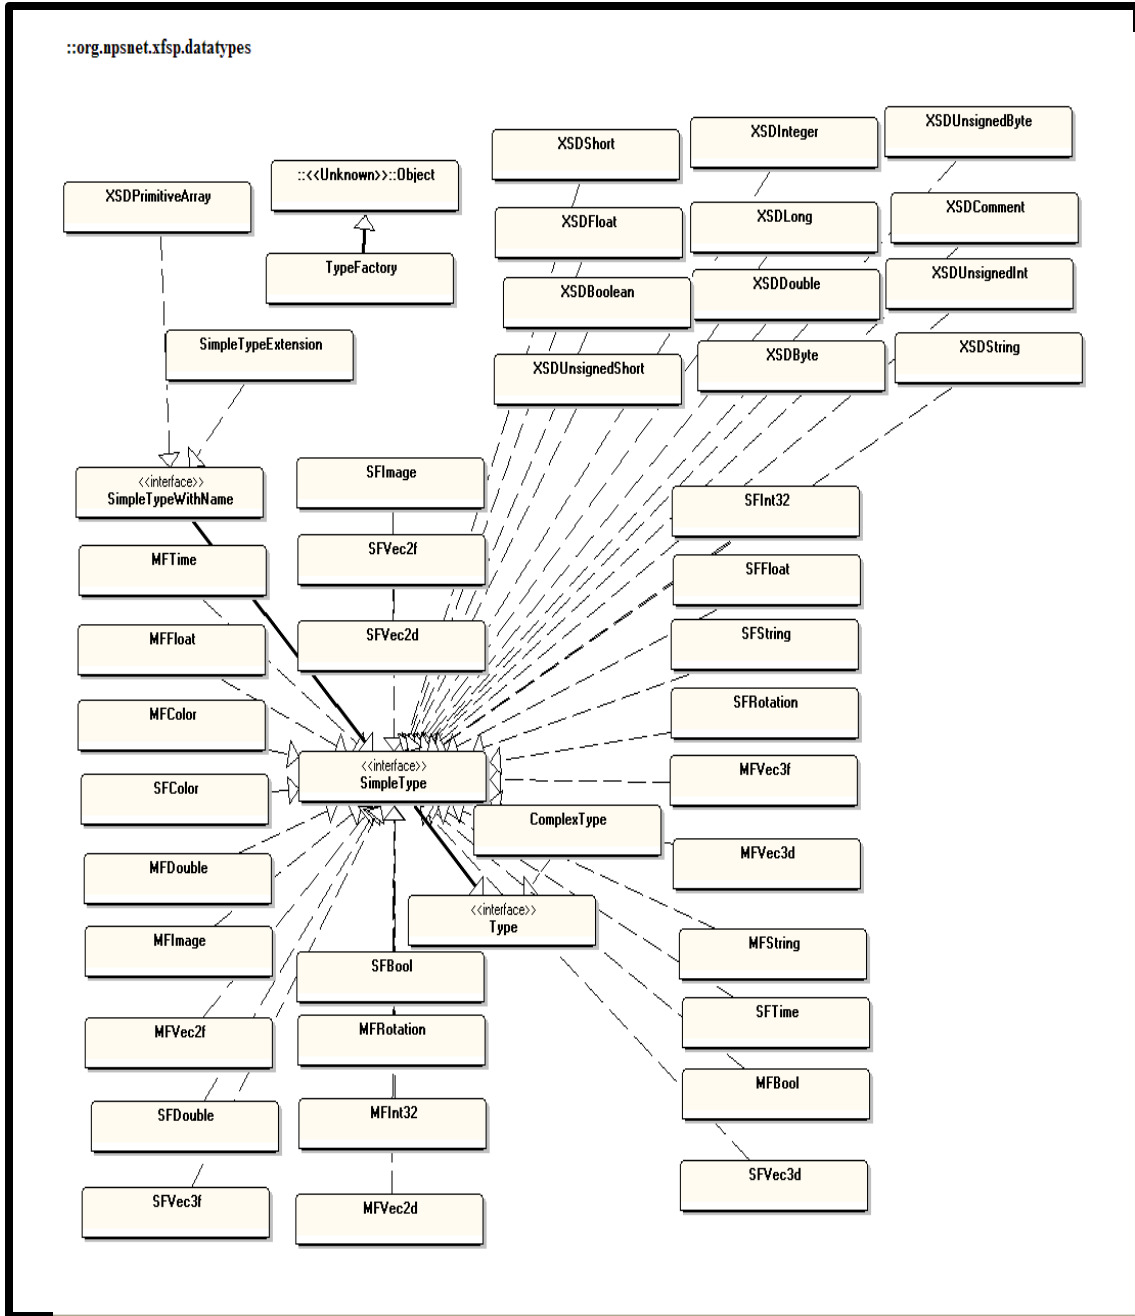 ::org.npsnet.xfsp.datatypes
XSDUnsignedByte
XSDInteger
XSDShort
::<<Unknown>>::Object
XSDPrimitiveArray
XSDComment
XSDLong
XSDFloat
TypeFactory
XSDUnsignedInt
XSDDouble
XSDBoolean
SimpleTypeExtension
XSDString
XSDByte
XSDUnsignedShort
<<interface>>
SimpleTypeWithName
SFImage
SFInt32
MFTime
SFVec2f
SFFloat
MFFloat
SFVec2d
SFString
MFColor
SFRotation
<<interface>>
SimpleType
MFVec3f
SFColor
ComplexType
MFDouble
MFVec3d
<<interface>>
Type
MFImage
MFString
SFBool
SFTime
MFVec2f
MFRotation
MFBool
SFDouble
MFInt32
SFVec3d
SFVec3f
MFVec2d